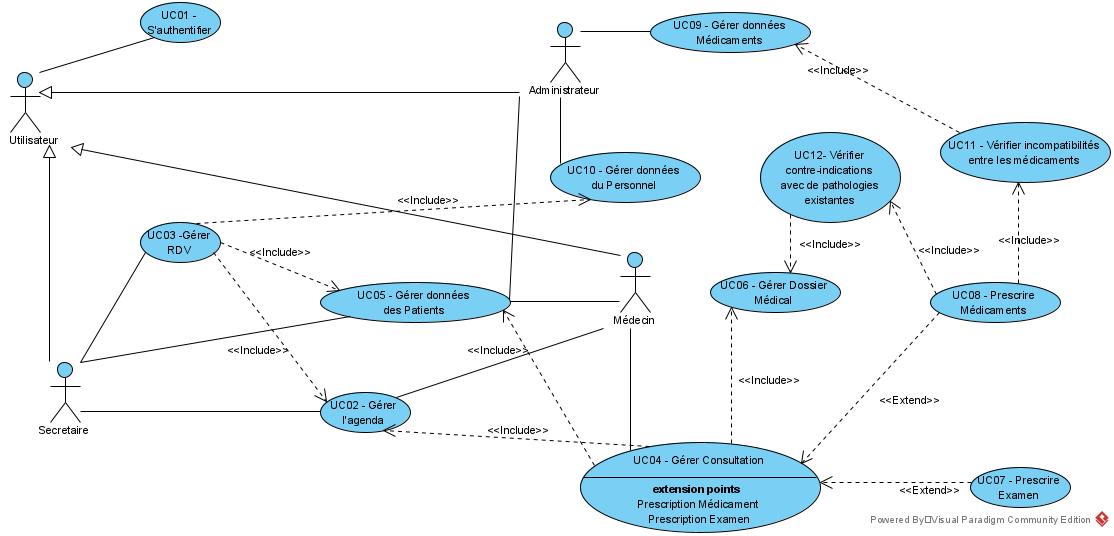 UC01 -
S'authentifier
UC09 - Gérer données
Médicaments
<<Include>>
Administrateur
Utilisateur
UC11 - Vérifier incompatibilités
entre les médicaments
UC12- Vérifier
contre-indications
avec de pathologies
existantes
UC10 - Gérer données
du Personnel
<<Include>>
UC03 -Gérer
RDV
<<Include>>
<<Include>>
<<Include>>
<<Include>>
UC05 - Gérer données
des Patients
UC06 - Gérer Dossier
Médical
UC08 - Prescrire
Médicaments
Médecin
<<Include>>
<<Include>>
<<Include>>
<<Extend>>
Secretaire
UC02 - Gérer
l'agenda
<<Include>>
UC04 - Gérer Consultation
extension points
Prescription Médicament
Prescription Examen
<<Extend>>
UC07 - Prescrire
Examen
Powered By Visual Paradigm Community Edition